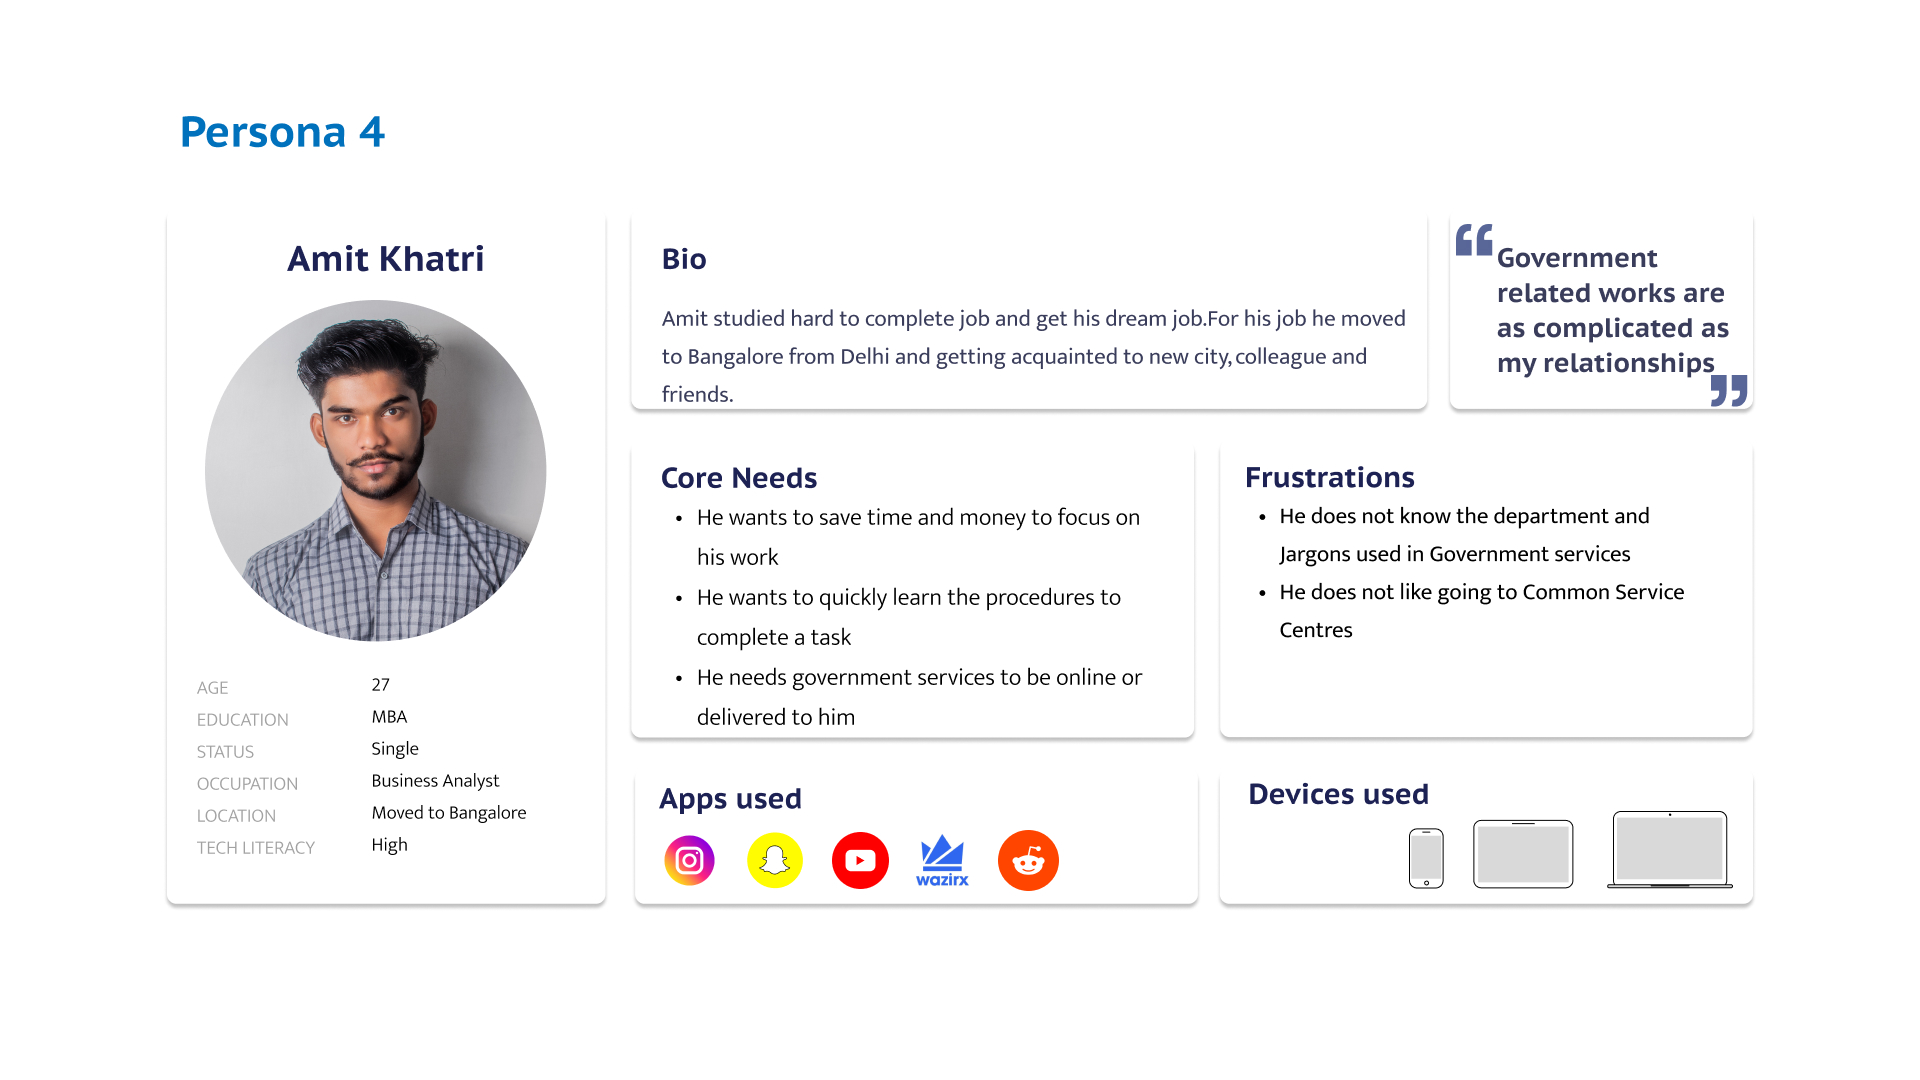 Persona 4
Amit Khatri
AGE 27
EDUCATION MBA
STATUS Single
OCCUPATION Business Analyst
LOCATION Moved to Bangalore
TECH LITERACY High
Bio
Amit studied hard to complete job and get his dream job.For his job he moved
to Bangalore from Delhi and getting acquainted to new city, colleague and
friends.
“Government
related works are
as complicated as
my relationships”
Core Needs
• He wants to save time and money to focus on
his work
• He wants to quickly learn the procedures to
complete a task
• He needs government services to be online or
delivered to him
Frustrations
• He does not know the department and
Jargons used in Government services
• He does not like going to Common Service
Centres
Apps used
wazirx
Devices used